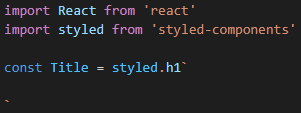 import React from 'react'
import styled from 'styled-components'
const Title = styled.h1`
`